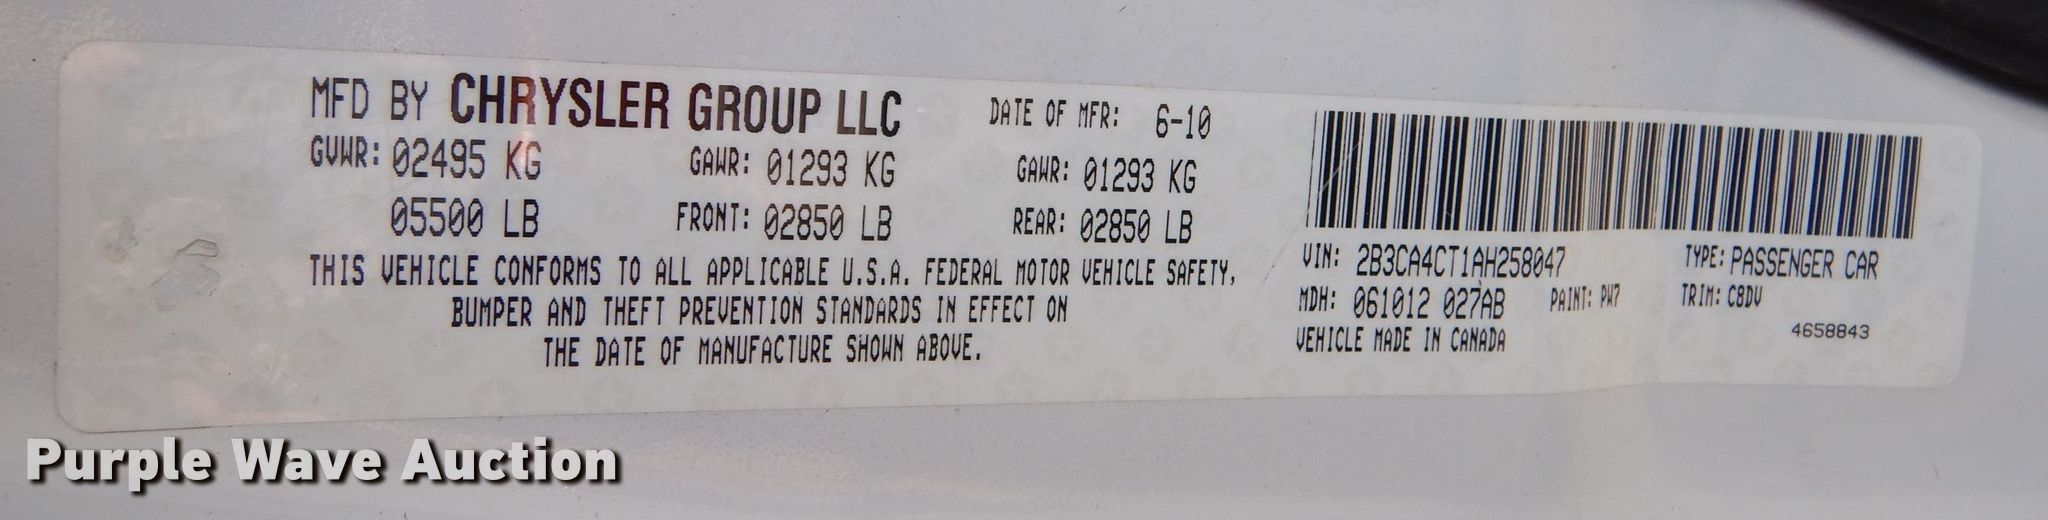 MFD BY CHRYSLER GROUP LLC DATE OF MFR: 6-10
GVWR: 02495 KG GAWR: 01293 KG GAWR: 01293 KG
05500 LB FRONT: 02850 LB REAR: 02850 LB
THIS VEHICLE CONFORMS TO ALL APPLICABLE U.S.A. FEDERAL MOTOR VEHICLE SAFETY,
BUMPER AND THEFT PREVENTION STANDARDS IN EFFECT ON
THE DATE OF MANUFACTURE SHOWN ABOVE.
VIN: 2B3CA4CT1AH258047 TYPE: PASSENGER CAR
MDH: 061012 027AB PAINT: PW7 TRIM: C8DV
VEHICLE MADE IN CANADA 4658843
Purple Wave Auction